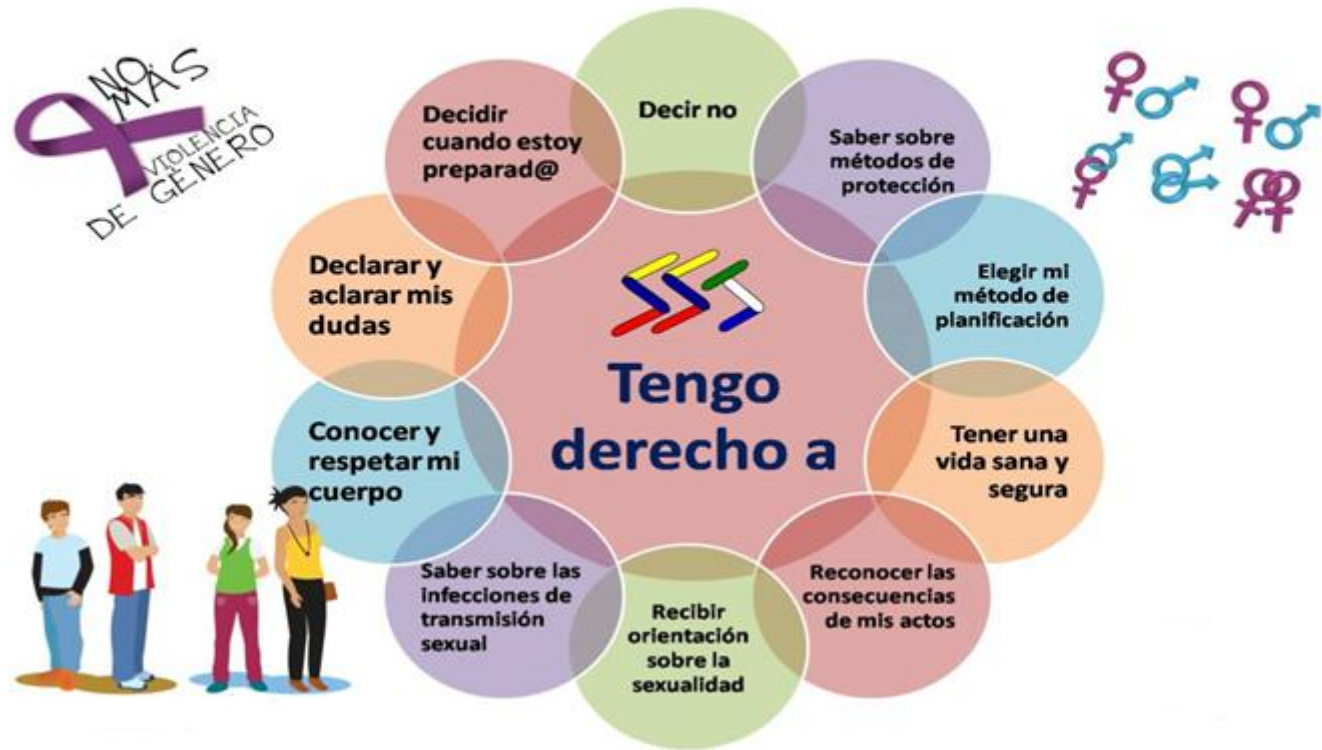 NO MÁS
VIOLENCIA
DE GÈNERO
Decir no
Saber sobre
métodos de
protección
Elegir mi
método de
planificación
Tener una
vida sana y
segura
Reconocer las
consecuencias
de mis actos
Recibir
orientación
sobre la
sexualidad
Saber sobre las
infecciones de
transmisión
sexual
Conocer y
respetar mi
cuerpo
Declarar y
aclarar mis
dudas
Decidir
cuando estoy
preparad@
Tengo
derecho a